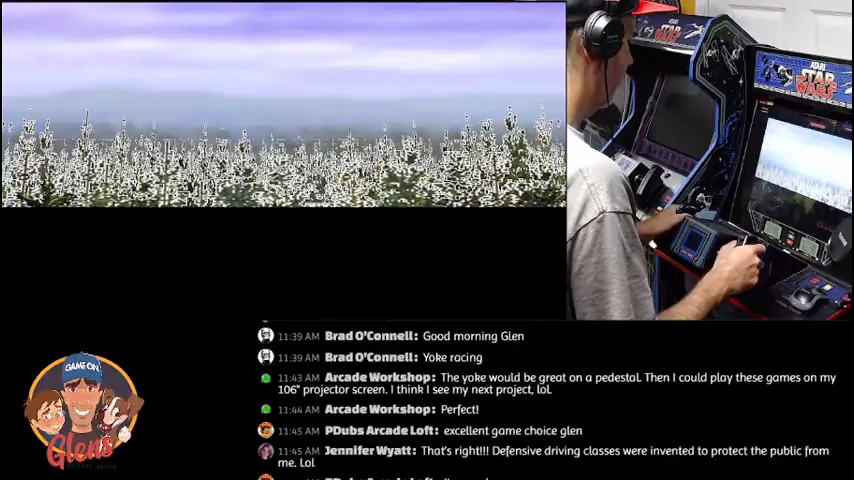 ATARI
STAR
WARS
ATARI
STAR
WARS
11:39 AM Brad O'Connell: Good morning Glen
11:39 AM Brad O'Connell: Yoke racing
11:43 AM Arcade Workshop: The yoke would be great on a pedestal. Then I could play these games on my
106" projector screen. I think I see my next project, lol.
11:44 AM Arcade Workshop: Perfect!
11:45 AM PDubs Arcade Loft: excellent game choice glen
11:45 AM Jennifer Wyatt: That's right!!! Defensive driving classes were invented to protect the public from
me. Lol
GAME ON!
Glens